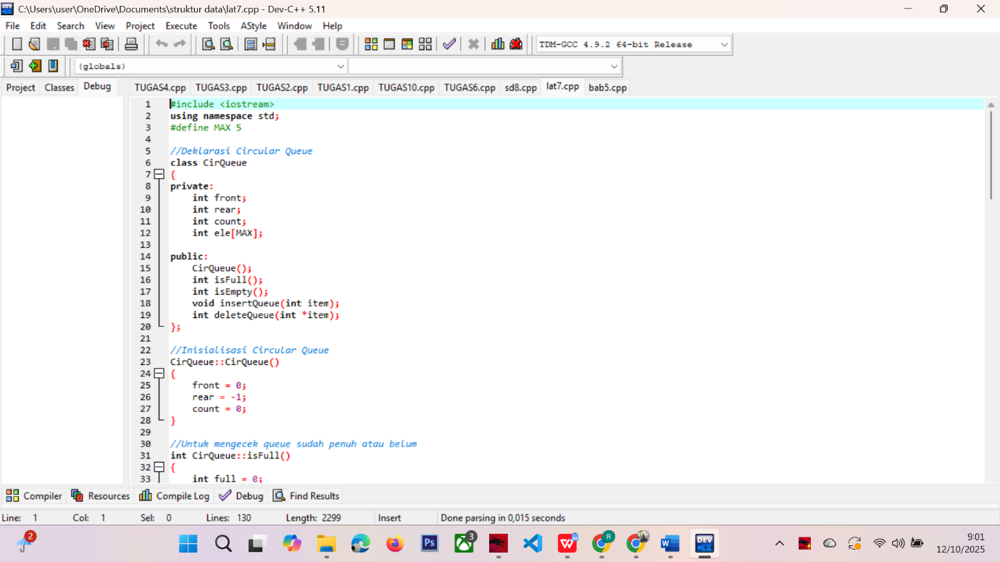 C:\Users\user\OneDrive\Documents\struktur data\lat7.cpp - Dev-C++ 5.11
File Edit Search View Project Execute Tools AStyle Window Help
TDM-GCC 4.9.2 64-bit Release
(globals)
Project Classes Debug
TUGAS4.cpp TUGAS3.cpp TUGAS2.cpp TUGAS1.cpp TUGAS10.cpp TUGAS6.cpp sd8.cpp lat7.cpp bab5.cpp
1 #include <iostream>
2 using namespace std;
3 #define MAX 5
4
5 //Deklarasi Circular Queue
6 class CirQueue
7 {
8 private:
9 int front;
10 int rear;
11 int count;
12 int ele[MAX];
13
14 public:
15 CirQueue();
16 int isFull();
17 int isEmpty();
18 void insertQueue(int item);
19 int deleteQueue(int *item);
20 };
21
22 //Inisialisasi Circular Queue
23 CirQueue::CirQueue()
24 {
25 front = 0;
26 rear = -1;
27 count = 0;
28 }
29
30 //Untuk mengecek queue sudah penuh atau belum
31 int CirQueue::isFull()
32 {
33 int full = 0;
Compiler Resources Compile Log Debug Find Results
Line: 1 Col: 1 Sel: 0 Lines: 130 Length: 2299 Insert Done parsing in 0,015 seconds
2 Ps 3 R W DEV
9:01
12/10/2025